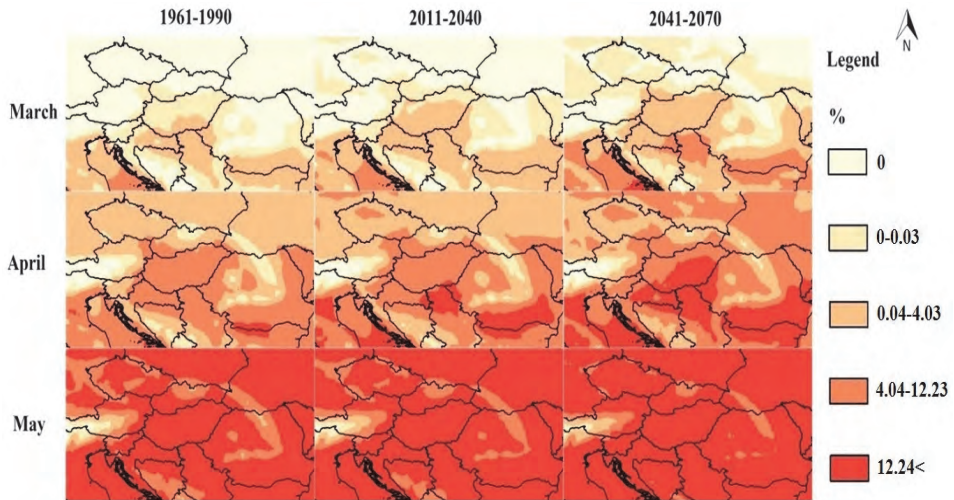 1961-1990
2011-2040
2041-2070
N
Legend
March
%
0
0-0.03
April
0.04-4.03
4.04-12.23
May
12.24<